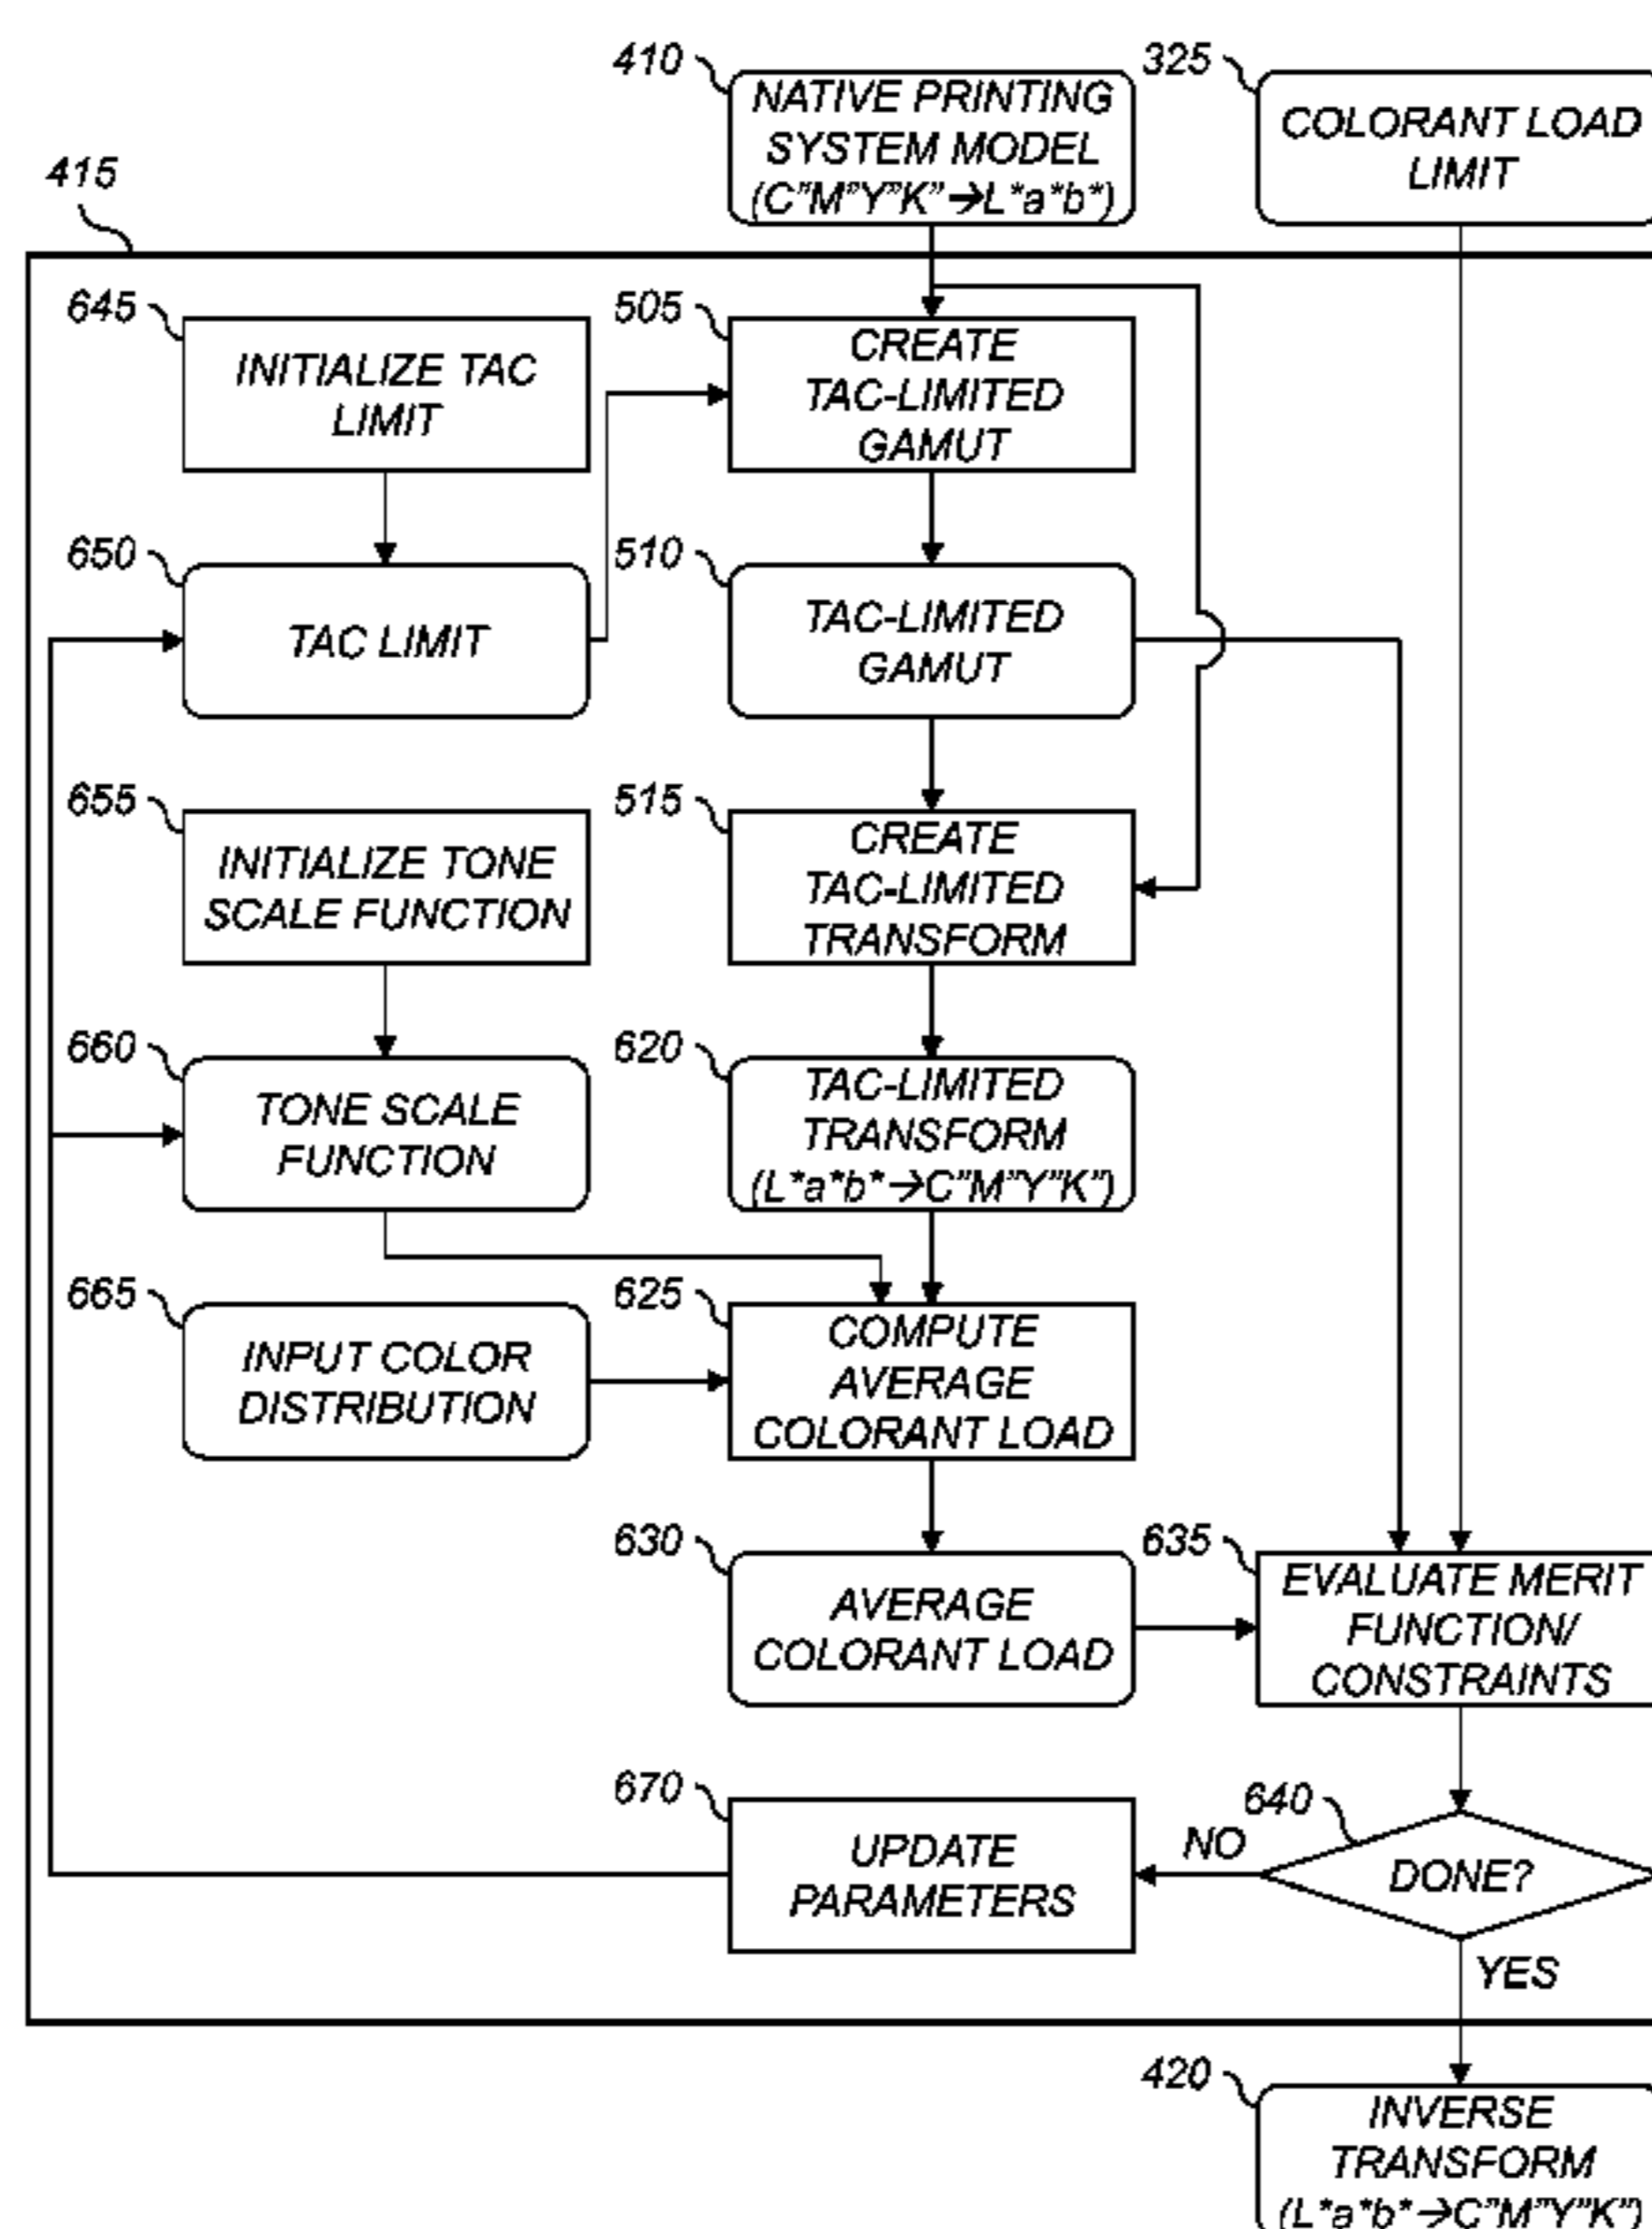 410
NATIVE PRINTING
SYSTEM MODEL
(C”M”Y”K”→L*a*b*)
325
COLORANT LOAD
LIMIT
415
645
INITIALIZE TAC
LIMIT
505
CREATE
TAC-LIMITED
GAMUT
650
TAC LIMIT
510
TAC-LIMITED
GAMUT
655
INITIALIZE TONE
SCALE FUNCTION
515
CREATE
TAC-LIMITED
TRANSFORM
660
TONE SCALE
FUNCTION
620
TAC-LIMITED
TRANSFORM
(L*a*b*→C”M”Y”K”)
665
INPUT COLOR
DISTRIBUTION
625
COMPUTE
AVERAGE
COLORANT LOAD
630
AVERAGE
COLORANT LOAD
635
EVALUATE MERIT
FUNCTION/
CONSTRAINTS
670
UPDATE
PARAMETERS
NO
640
DONE?
YES
420
INVERSE
TRANSFORM
(L*a*b*→C”M”Y”K”)